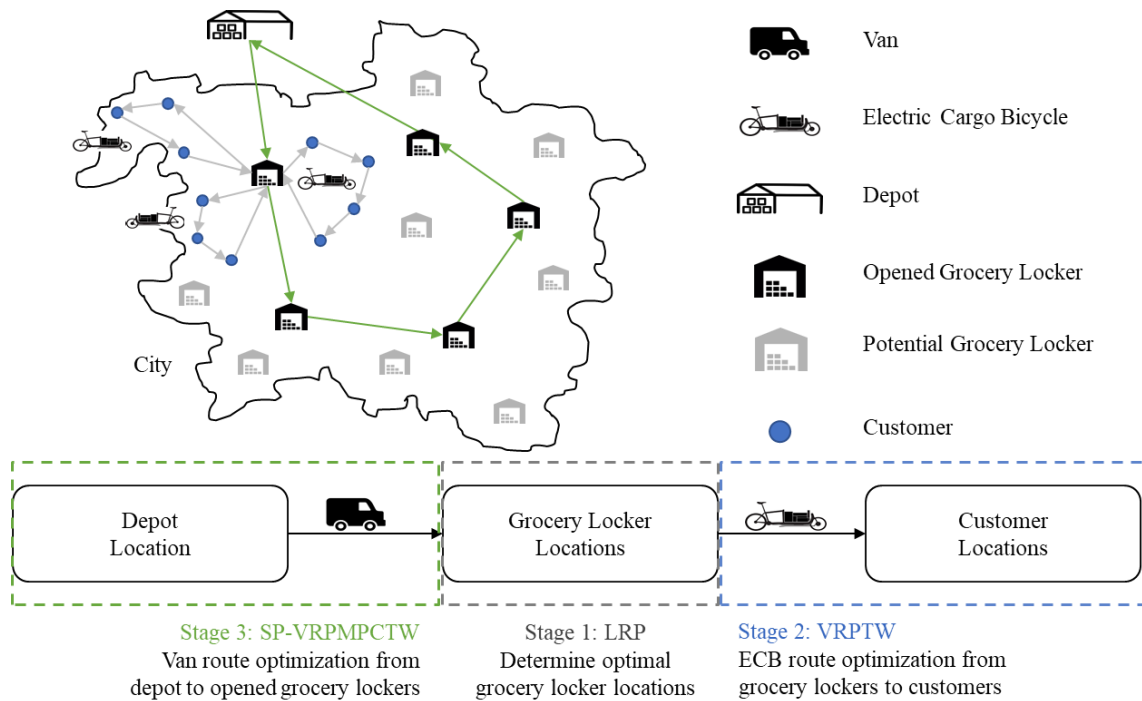 Van
Electric Cargo Bicycle
Depot
Opened Grocery Locker
Potential Grocery Locker
Customer
City
Depot
Location
Grocery Locker
Locations
Customer
Locations
Stage 3: SP-VRPMPCTW
Van route optimization from
depot to opened grocery lockers
Stage 1: LRP
Determine optimal
grocery locker locations
Stage 2: VRPTW
ECB route optimization from
grocery lockers to customers